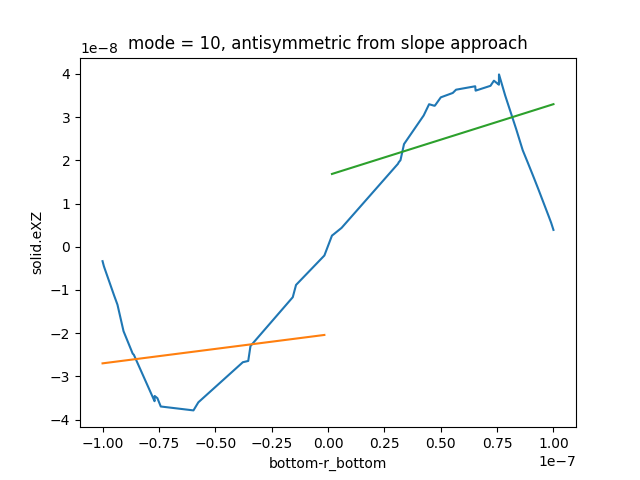 mode = 10, antisymmetric from slope approach
1e−8
4
3
2
1
0
−1
−2
−3
−4
solid.eXZ
−1.00 −0.75 −0.50 −0.25 0.00 0.25 0.50 0.75 1.00
bottom-r_bottom
1e−7